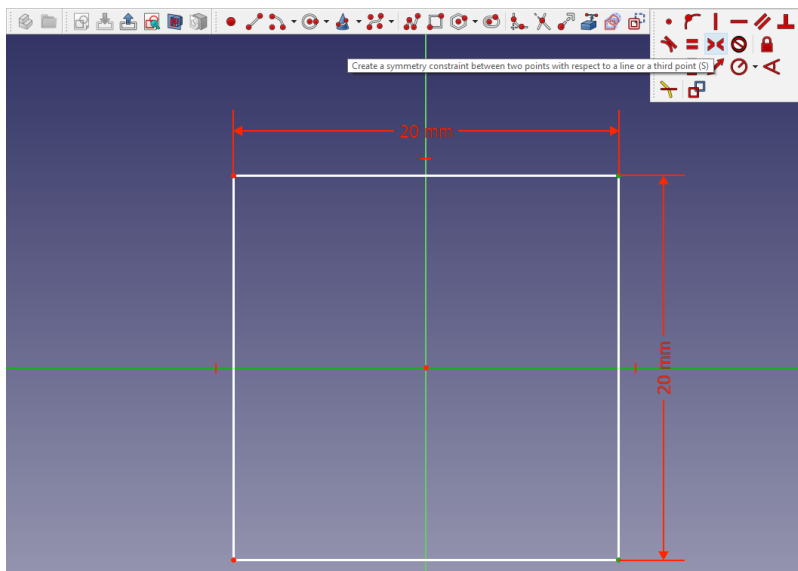 Create a symmetry constraint between two points with respect to a line or a third point (S)
20 mm
20 mm